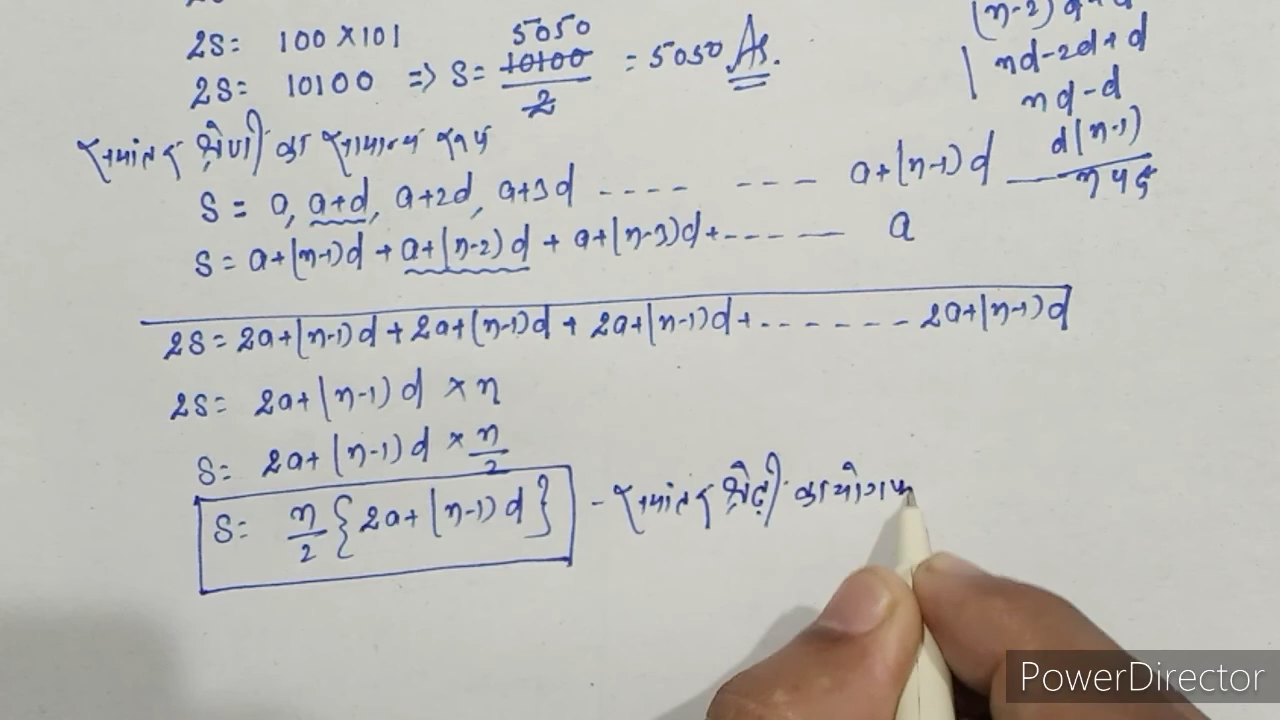 2S = 100 × 101
(n-2)
2S = 10100 => S = 10100/2 5050 = 5050 As.
nd-2d+d
nd-d
समांतर श्रेणी का सामान्य रूप
d(n-1)
S = a, a+d, a+2d, a+3d ---- --- a+(n-1)d — n पद
S = a+(n-1)d + a+(n-2)d + a+(n-3)d+----— a
2S = 2a+(n-1)d + 2a+(n-1)d + 2a+(n-1)d+------- 2a+(n-1)d
2S = 2a+(n-1)d × n
S = 2a+(n-1)d × n/2
S = n/2 {2a+(n-1)d} - समांतर श्रेढ़ी का योगफ
PowerDirector